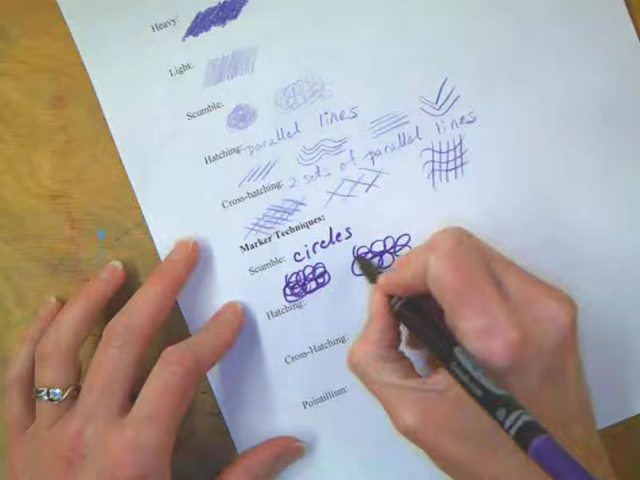 Heavy:
Light:
Scumble:
Hatching: parallel lines
Cross-hatching: 2 sets of parallel lines
Marker Techniques:
Scumble: circles
Hatching:
Cross-Hatching:
Pointillism: